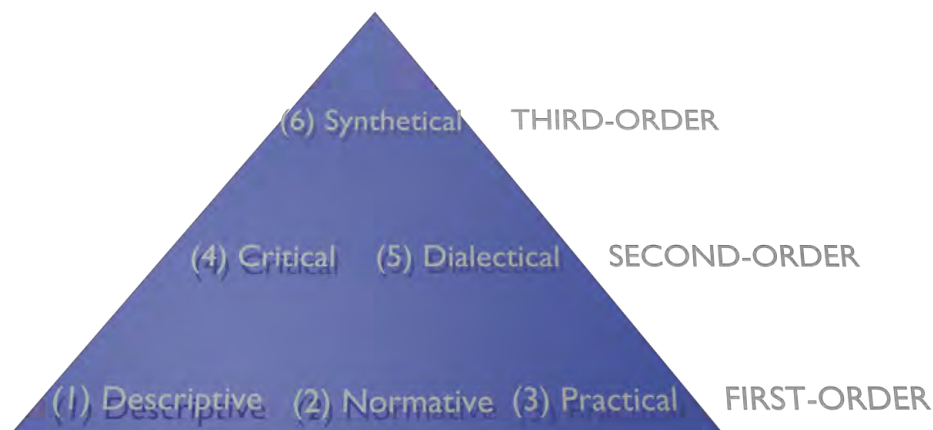 (6) Synthetical THIRD-ORDER
(4) Critical (5) Dialectical SECOND-ORDER
(1) Descriptive (2) Normative (3) Practical FIRST-ORDER